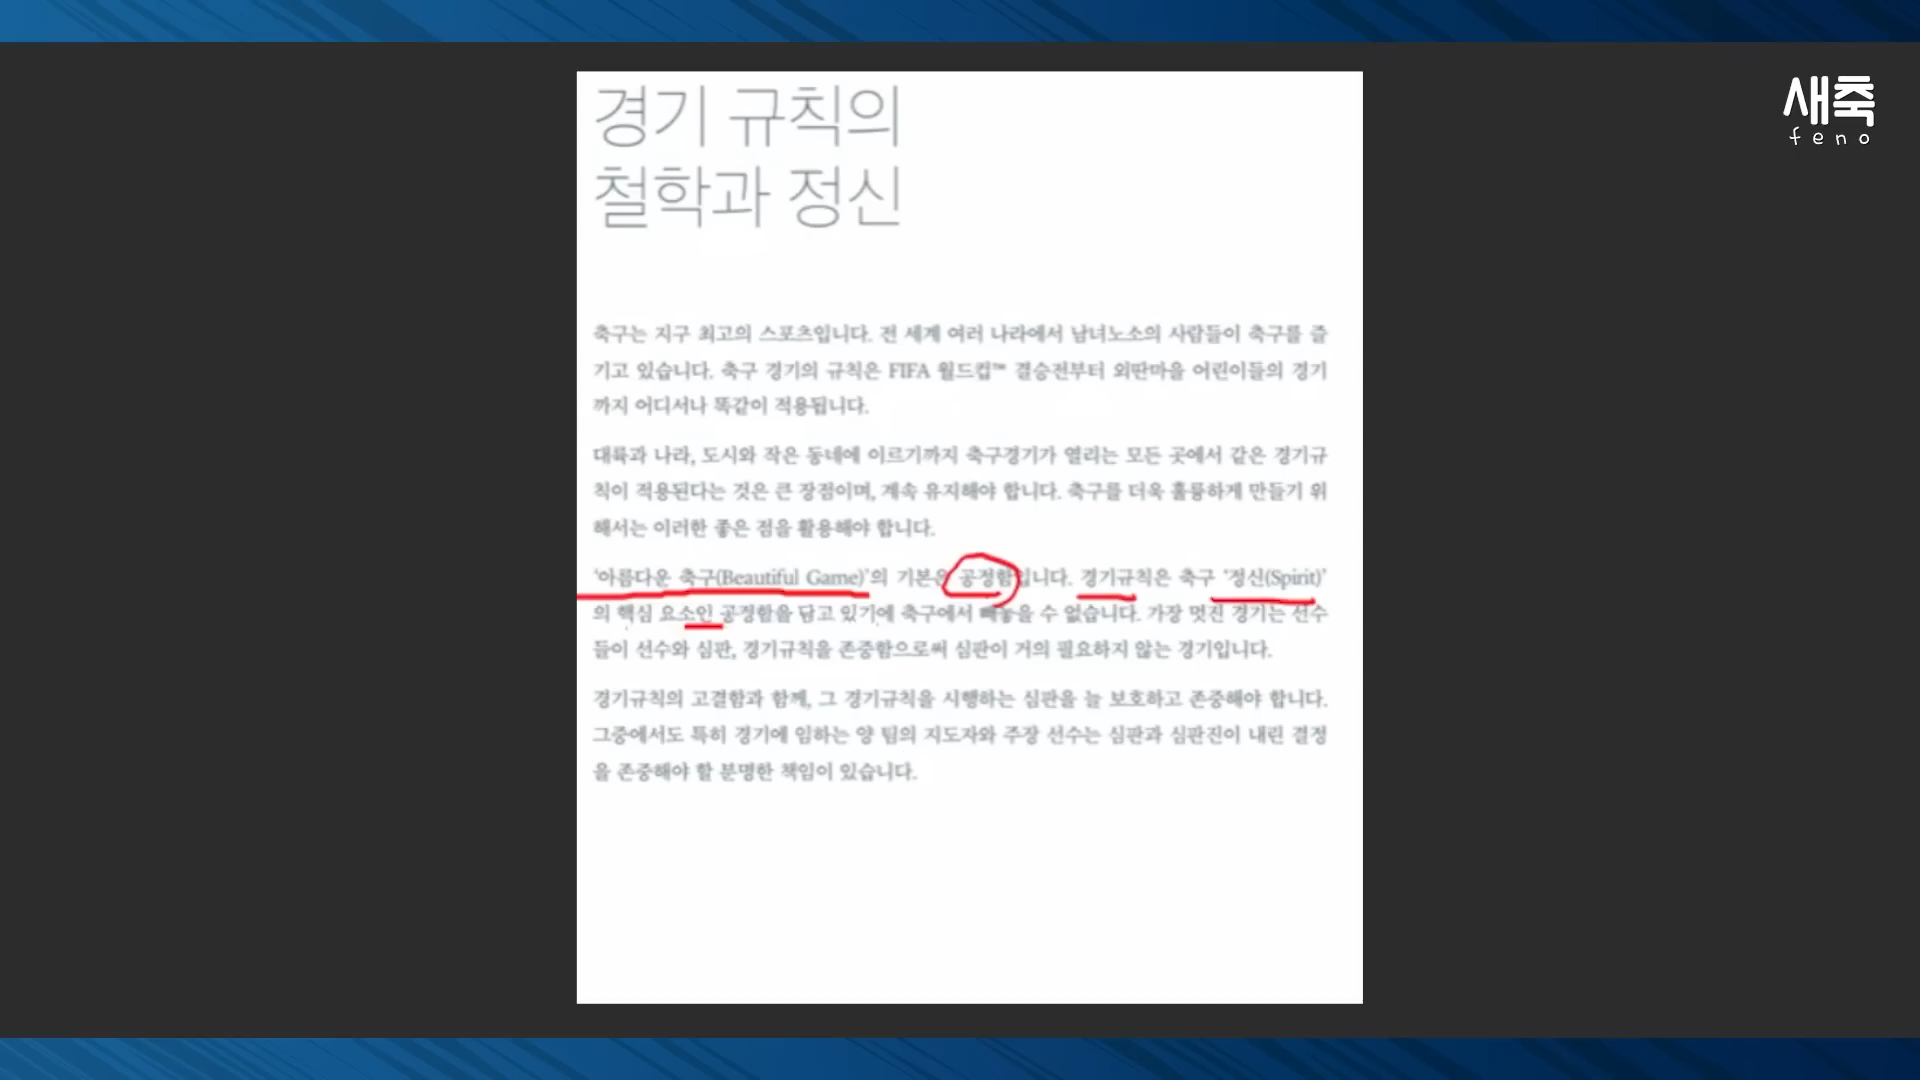 경기 규칙의
철학과 정신
새축
feno
축구는 지구 최고의 스포츠입니다. 전 세계 여러 나라에서 남녀노소의 사람들이 축구를 즐
기고 있습니다. 축구 경기의 규칙은 FIFA 월드컵™ 결승전부터 외딴마을 어린이들의 경기
까지 어디서나 똑같이 적용됩니다.
대륙과 나라, 도시와 작은 동네에 이르기까지 축구경기가 열리는 모든 곳에서 같은 경기규
칙이 적용된다는 것은 큰 장점이며, 계속 유지해야 합니다. 축구를 더욱 훌륭하게 만들기 위
해서는 이러한 좋은 점을 활용해야 합니다.
'아름다운 축구(Beautiful Game)'의 기본은 공정함입니다. 경기규칙은 축구 '정신(Spirit)'
의 핵심 요소인 공정함을 담고 있기에 축구에서 빼놓을 수 없습니다. 가장 멋진 경기는 선수
들이 선수와 심판, 경기규칙을 존중함으로써 심판이 거의 필요하지 않는 경기입니다.
경기규칙의 고결함과 함께, 그 경기규칙을 시행하는 심판을 늘 보호하고 존중해야 합니다.
그중에서도 특히 경기에 임하는 양 팀의 지도자와 주장 선수는 심판과 심판진이 내린 결정
을 존중해야 할 분명한 책임이 있습니다.